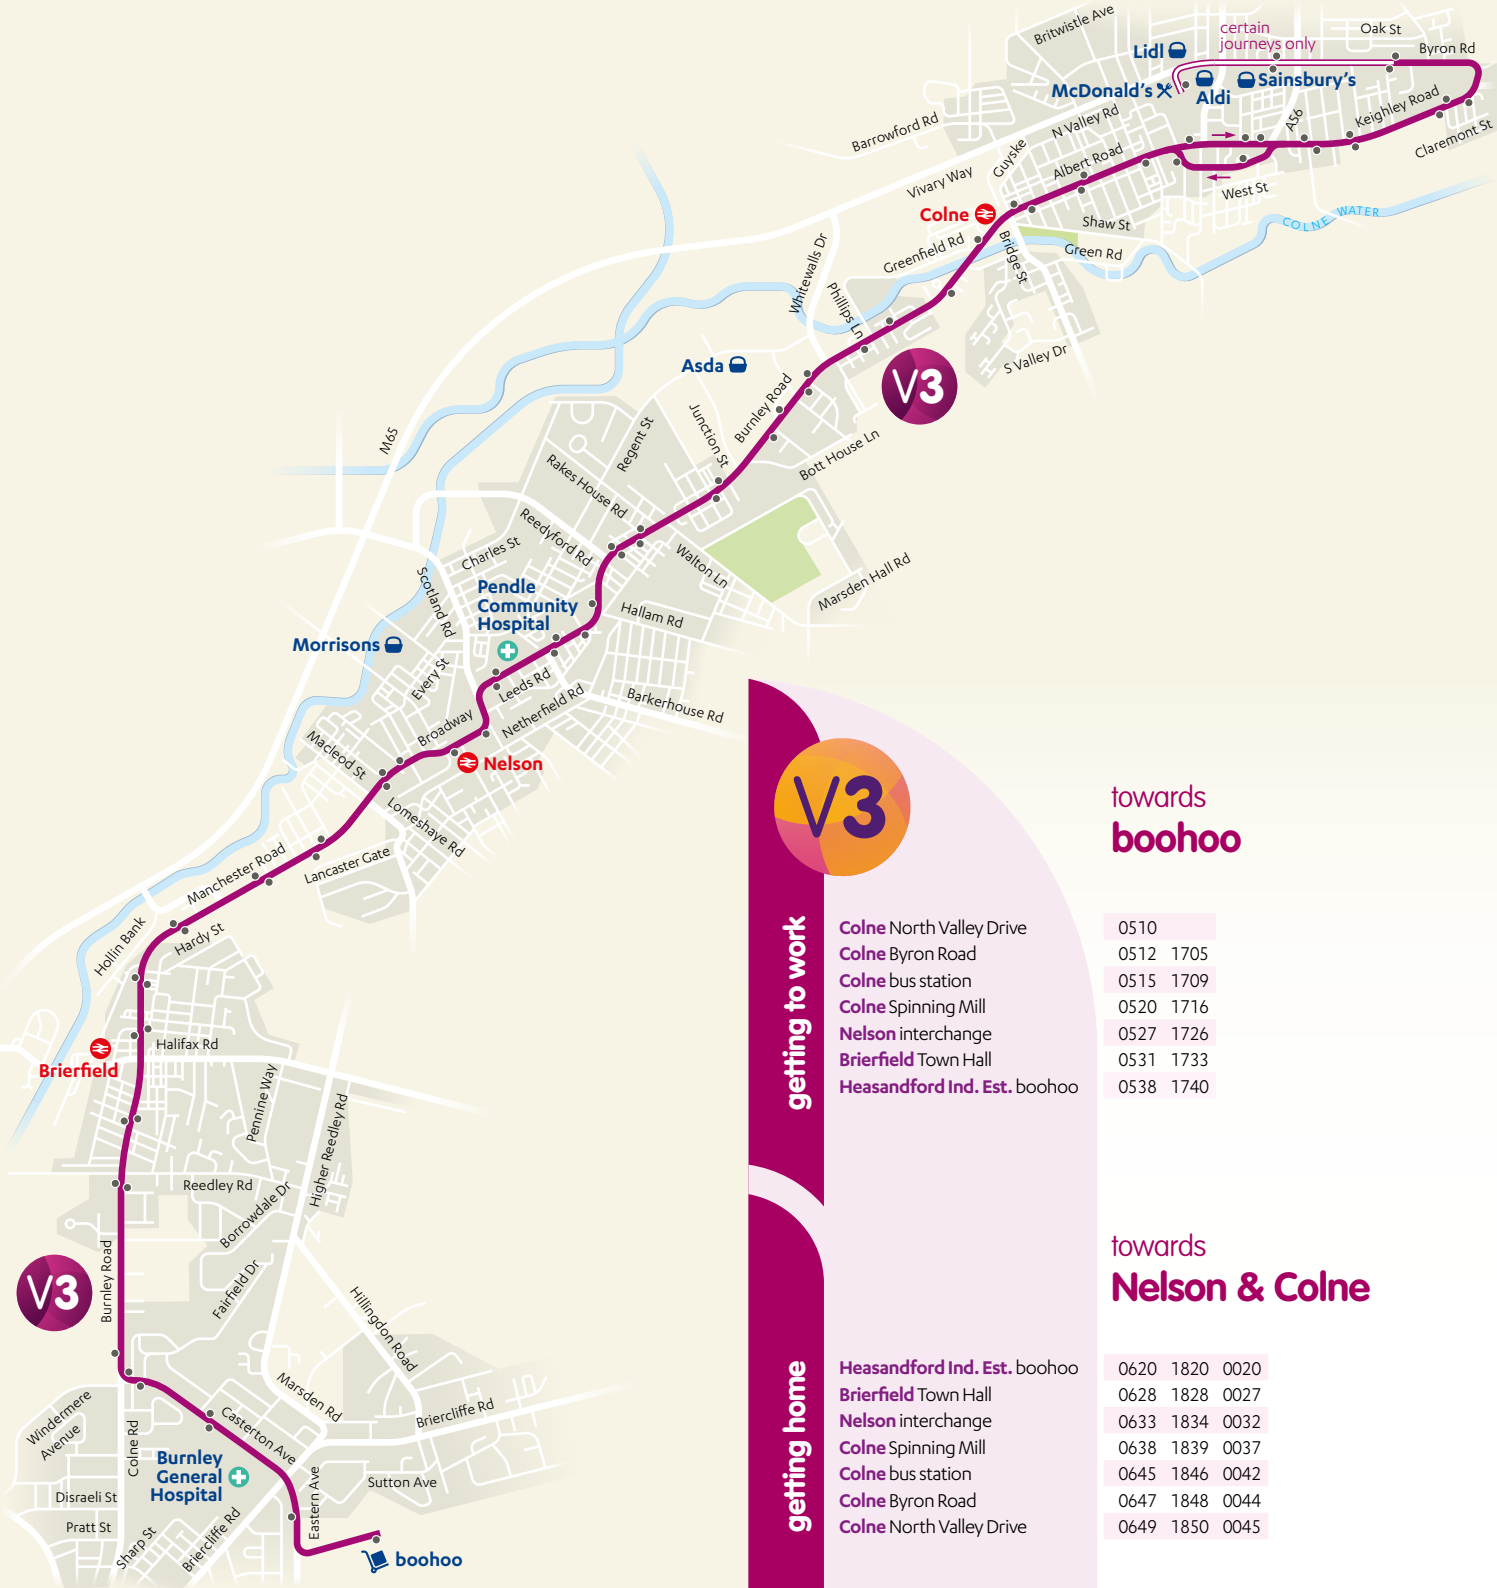 Britwistle Ave
certain
journeys only
Oak St
Byron Rd
Lidl
McDonald's
Aldi
Sainsbury's
Barrowford Rd
N Valley Rd
A56
Keighley Road
Claremont St
Guyske
Albert Road
Vivary Way
West St
Colne
Shaw St
COLNE WATER
Greenfield Rd
Bridge St
Green Rd
Whitewalls Dr
Phillips Ln
S Valley Dr
Asda
V3
Burnley Road
Junction St
Regent St
Bott House Ln
M65
Rakes House Rd
Reedyford Rd
Charles St
Walton Ln
Marsden Hall Rd
Scotland Rd
Pendle
Community
Hospital
Hallam Rd
Morrisons
Every St
Leeds Rd
Netherfield Rd
Barkerhouse Rd
Broadway
Macleod St
Nelson
Lomeshaye Rd
Lancaster Gate
Manchester Road
Hollin Bank
Hardy St
Halifax Rd
Brierfield
Pennine Way
Higher Reedley Rd
Reedley Rd
Borrowdale Dr
Burnley Road
V3
Fairfield Dr
Hillingdon Road
Marsden Rd
Briercliffe Rd
Windermere
Avenue
Colne Rd
Casterton Ave
Burnley
General
Hospital
Sutton Ave
Disraeli St
Eastern Ave
Pratt St
Sharp St
Briercliffe Rd
boohoo
V3
towards
boohoo
getting to work
Colne North Valley Drive 0510
Colne Byron Road 0512 1705
Colne bus station 0515 1709
Colne Spinning Mill 0520 1716
Nelson interchange 0527 1726
Brierfield Town Hall 0531 1733
Heasandford Ind. Est. boohoo 0538 1740
towards
Nelson & Colne
getting home
Heasandford Ind. Est. boohoo 0620 1820 0020
Brierfield Town Hall 0628 1828 0027
Nelson interchange 0633 1834 0032
Colne Spinning Mill 0638 1839 0037
Colne bus station 0645 1846 0042
Colne Byron Road 0647 1848 0044
Colne North Valley Drive 0649 1850 0045